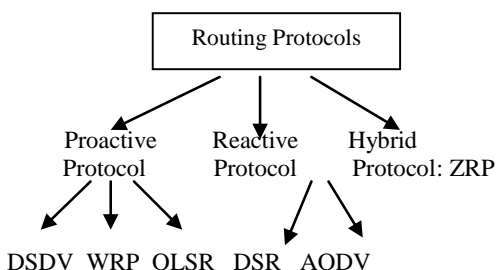 Routing Protocols
Proactive Reactive Hybrid
Protocol Protocol Protocol: ZRP
DSDV WRP OLSR DSR AODV